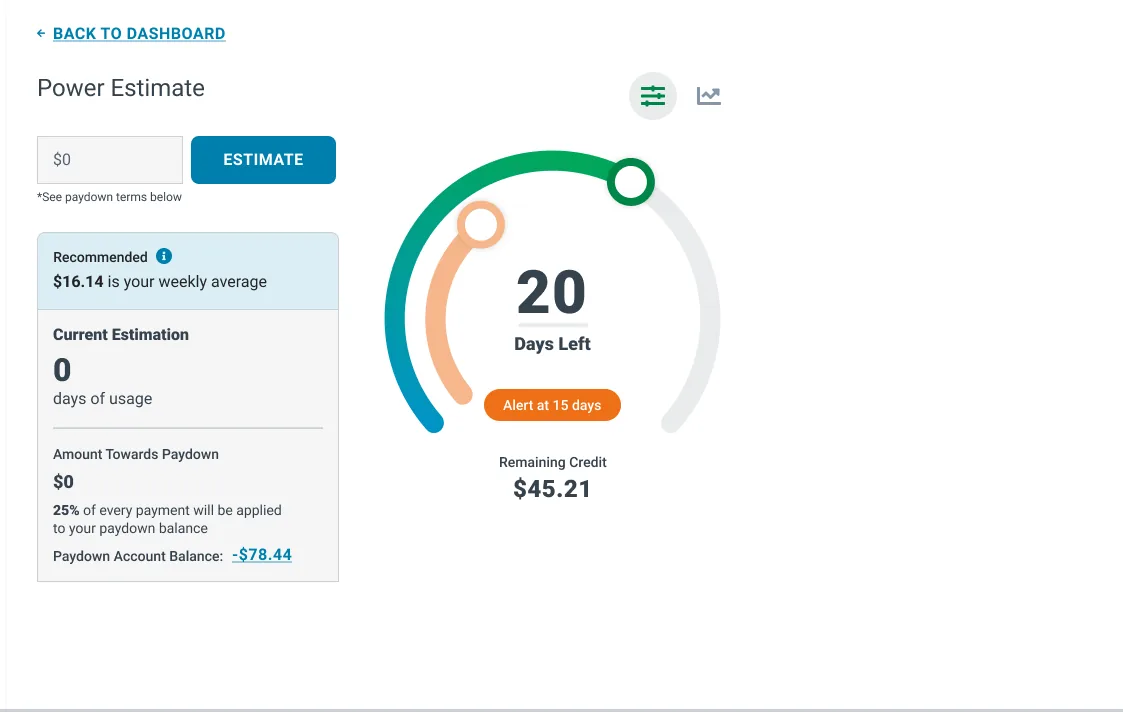 BACK TO DASHBOARD
Power Estimate
$0
ESTIMATE
*See paydown terms below
Recommended i
$16.14 is your weekly average
Current Estimation
0
days of usage
Amount Towards Paydown
$0
25% of every payment will be applied
to your paydown balance
Paydown Account Balance: -$78.44
20
Days Left
Alert at 15 days
Remaining Credit
$45.21